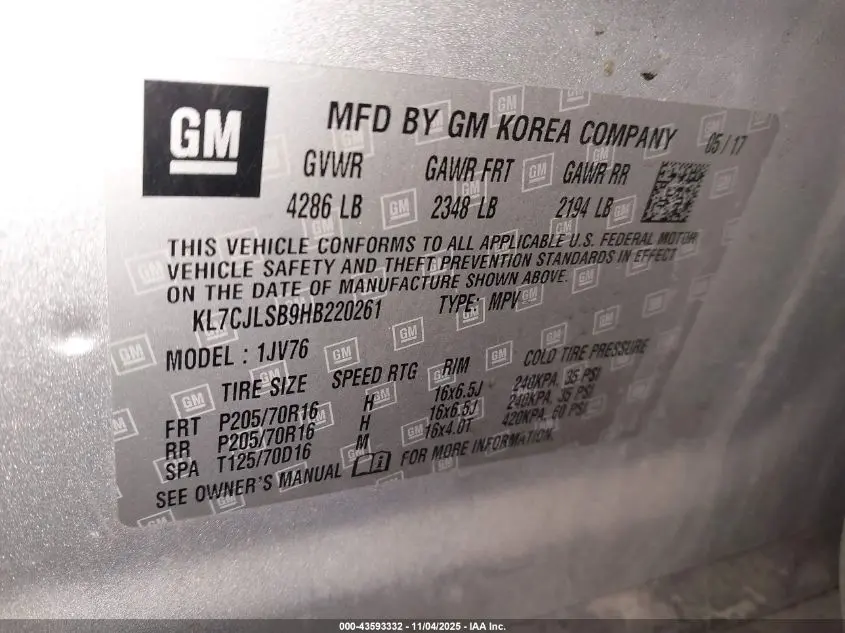 GM
MFD BY GM KOREA COMPANY 05/17
GVWR GAWR FRT GAWR RR
4286 LB 2348 LB 2194 LB
THIS VEHICLE CONFORMS TO ALL APPLICABLE U.S. FEDERAL MOTOR
VEHICLE SAFETY AND THEFT PREVENTION STANDARDS IN EFFECT
ON THE DATE OF MANUFACTURE SHOWN ABOVE.
KL7CJLSB9HB220261 TYPE: MPV
MODEL : 1JV76
TIRE SIZE SPEED RTG RIM COLD TIRE PRESSURE
FRT P205/70R16 H 16x6.5J 240KPA, 35 PSI
RR P205/70R16 H 16x6.5J 240KPA, 35 PSI
SPA T125/70D16 M 16x4.0T 420KPA, 60 PSI
SEE OWNER'S MANUAL FOR MORE INFORMATION.
000-43593332 - 11/04/2025 - IAA Inc.